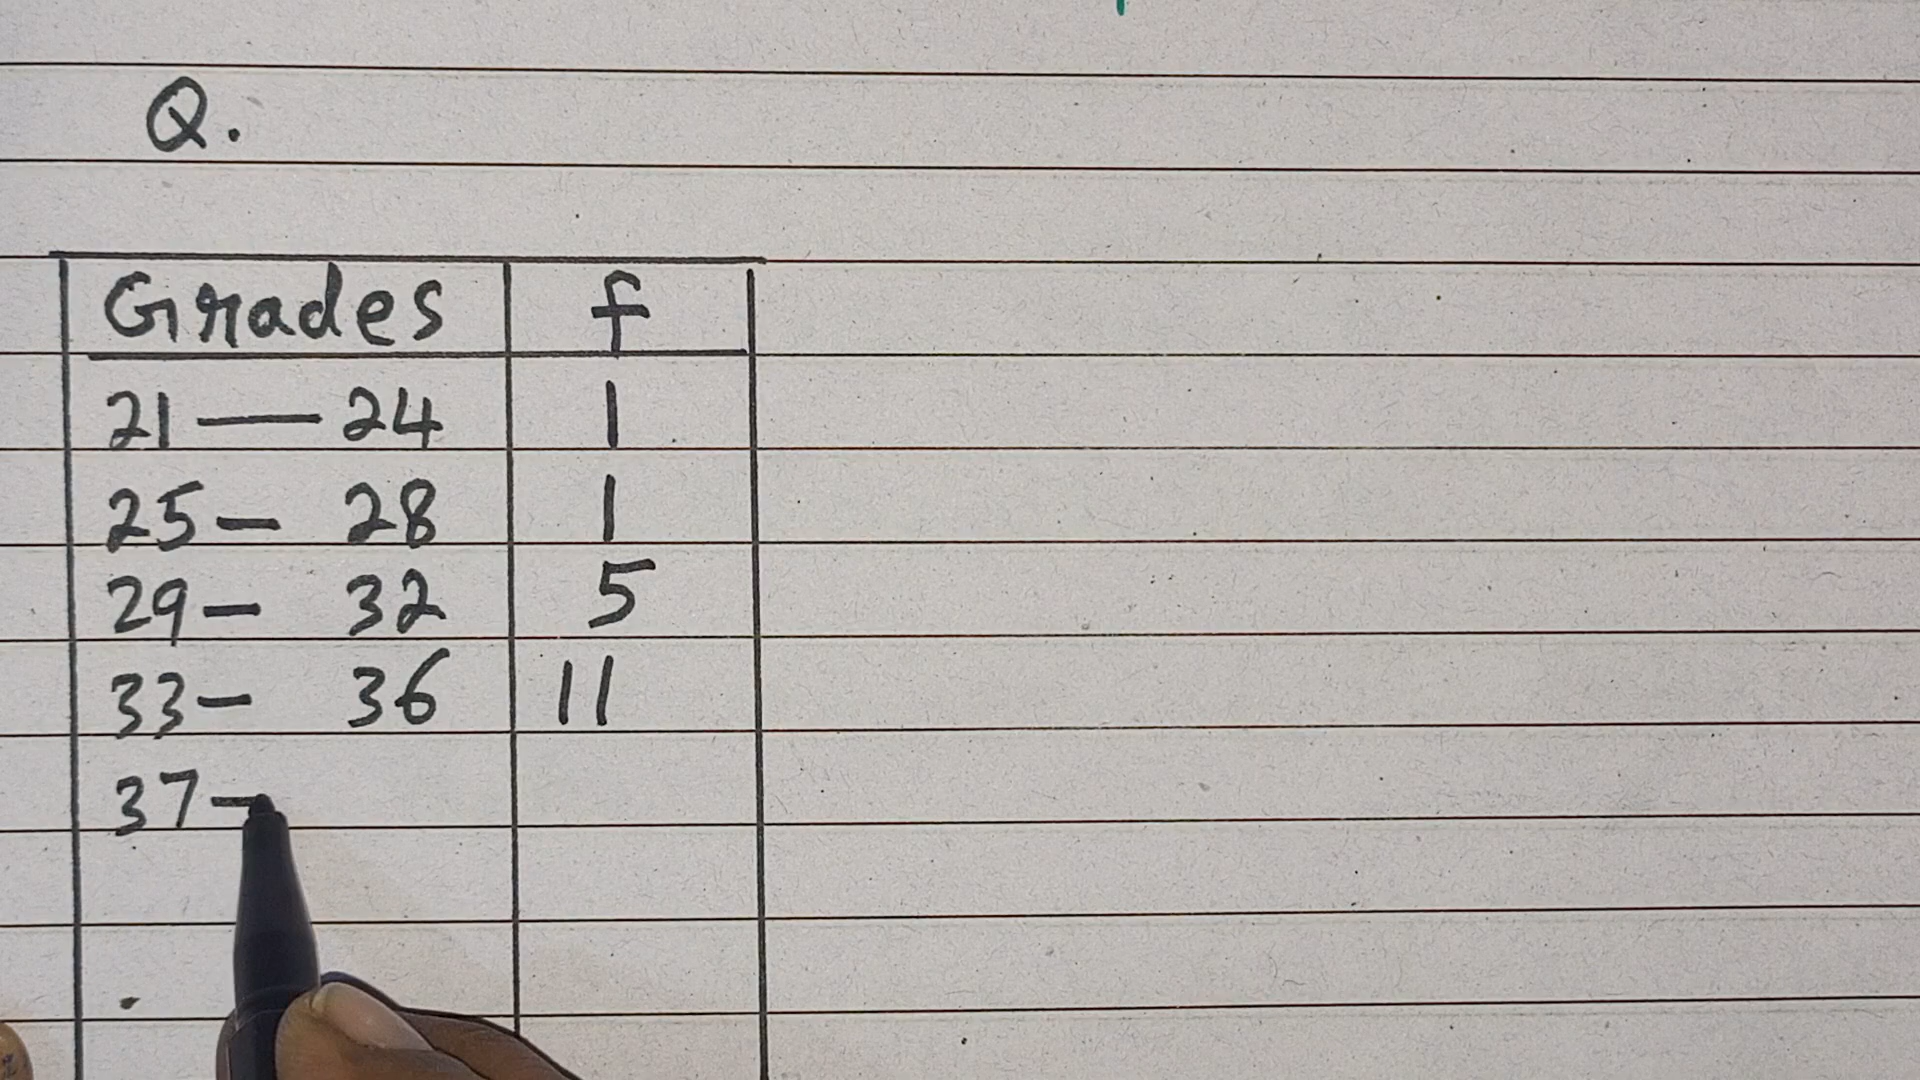 Q.
Grades f
21 — 24 1
25 — 28 1
29 — 32 5
33 — 36 11
37 —